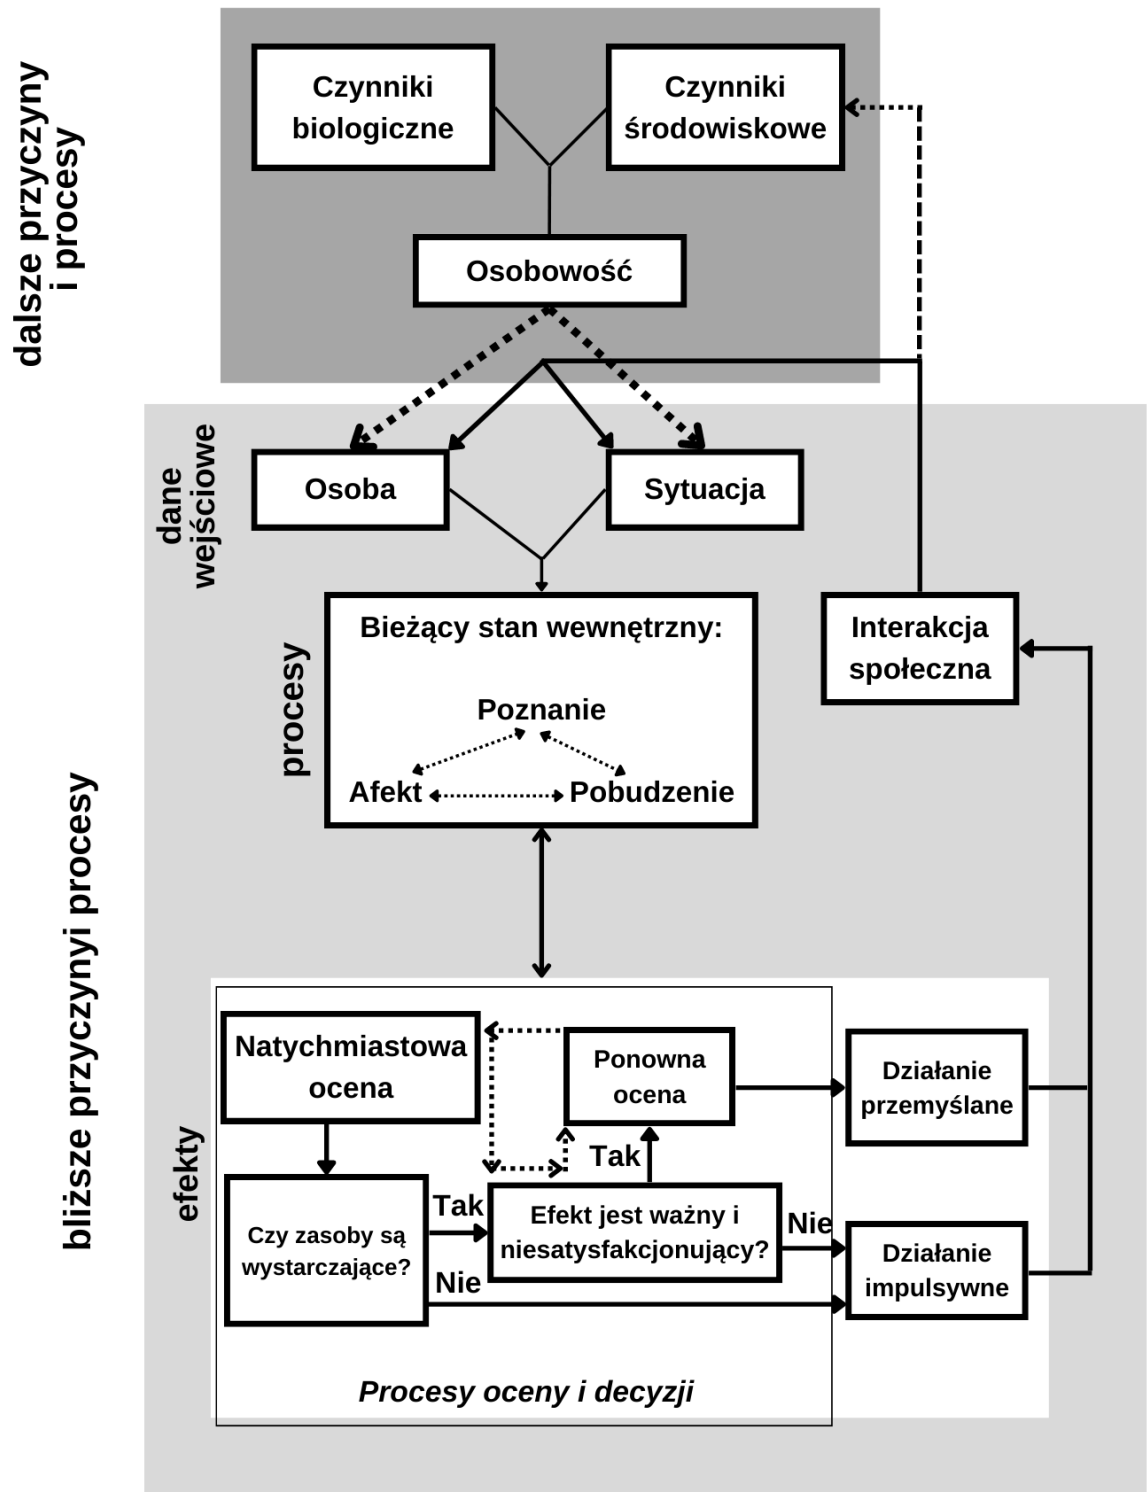 dalsze przyczyny
i procesy
Czynniki
biologiczne
Czynniki
środowiskowe
Osobowość
dane
wejściowe
Osoba
Sytuacja
bliższe przyczynyi procesy
procesy
Bieżący stan wewnętrzny:
Poznanie
Afekt
Pobudzenie
Interakcja
społeczna
efekty
Natychmiastowa
ocena
Ponowna
ocena
Działanie
przemyślane
Tak
Czy zasoby są
wystarczające?
Tak
Nie
Efekt jest ważny i
niesatysfakcjonujący?
Nie
Działanie
impulsywne
Procesy oceny i decyzji